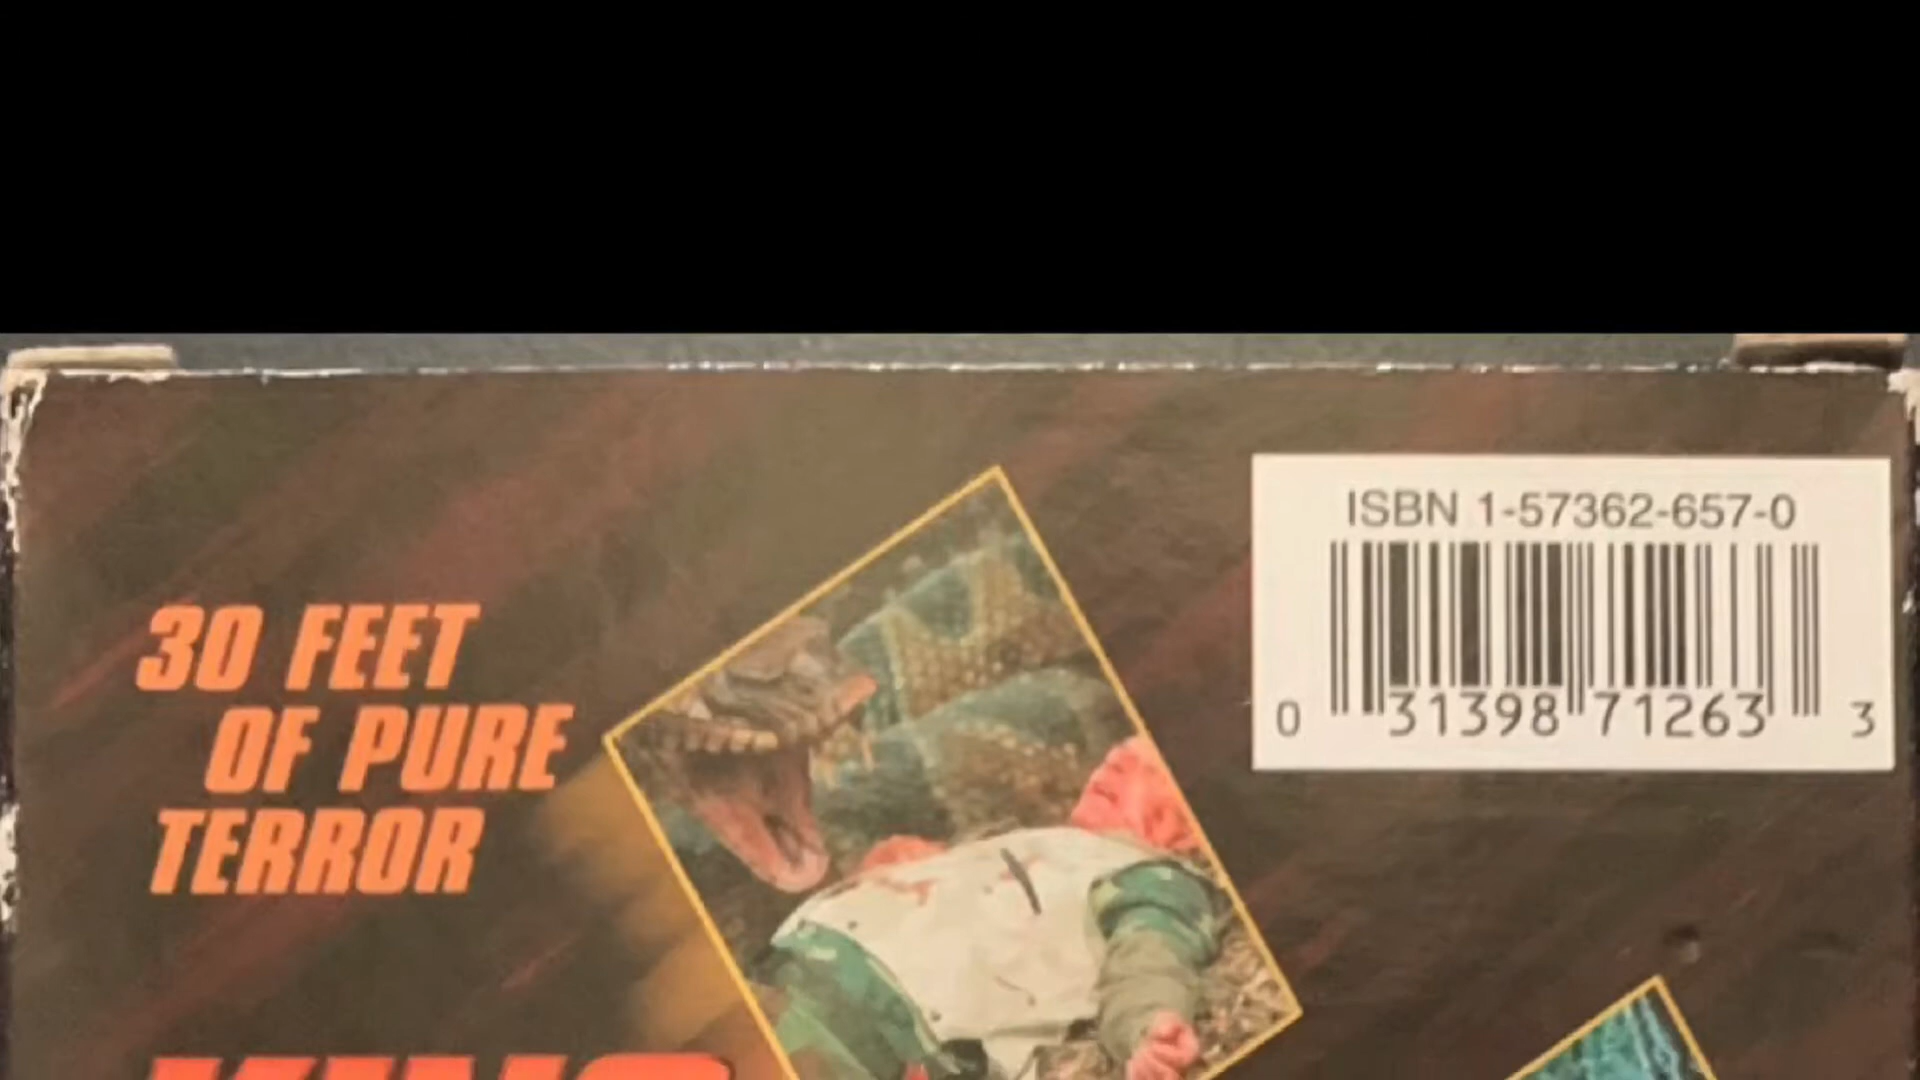 ISBN 1-57362-657-0
0 31398 71263 3
30 FEET
OF PURE
TERROR